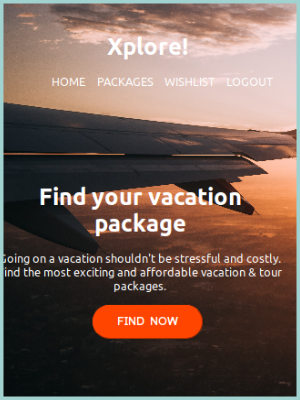 Xplore!
HOME PACKAGES WISHLIST LOGOUT
Find your vacation
package
Going on a vacation shouldn't be stressful and costly.
Find the most exciting and affordable vacation & tour
packages.
FIND NOW